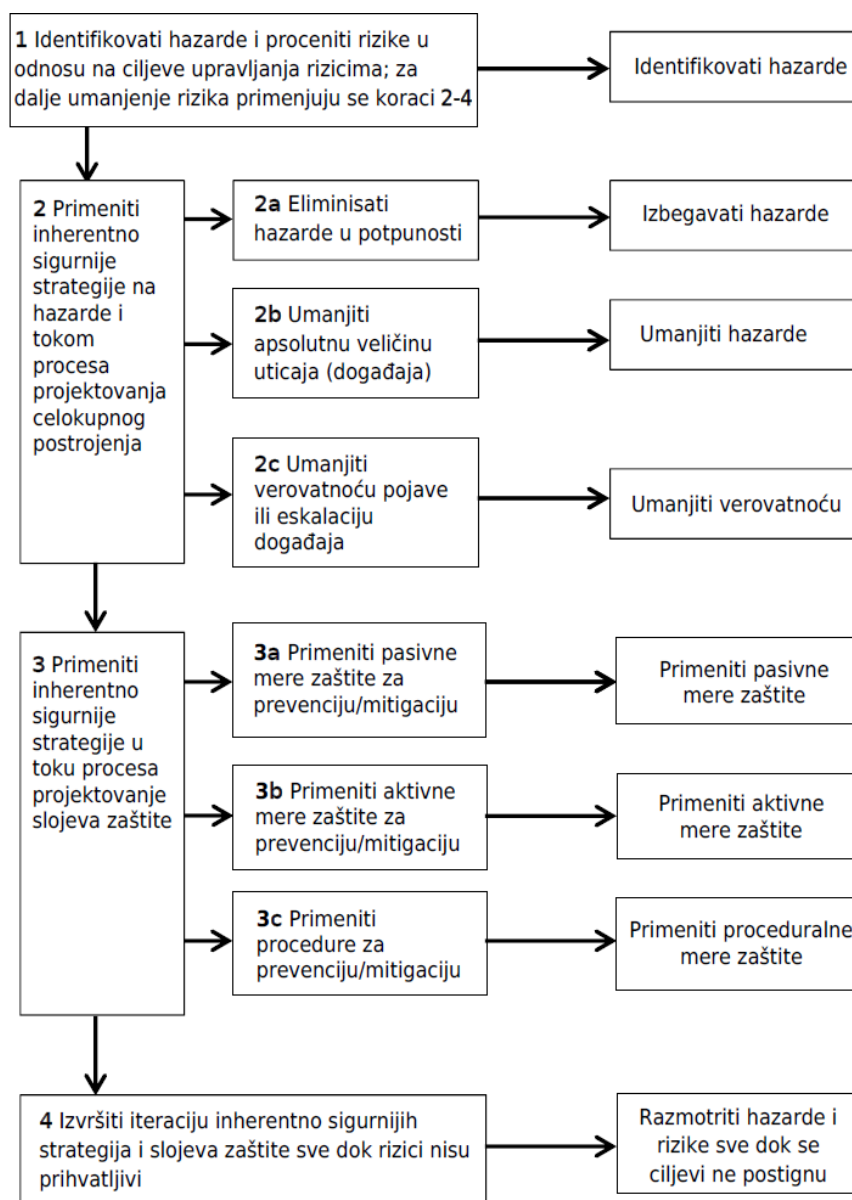 1 Identifikovati hazarde i proceniti rizike u
odnosu na ciljeve upravljanja rizicima; za
dalje umanjenje rizika primenjuju se koraci 2-4
Identifikovati hazarde
2 Primeniti
inherentno
sigurnije
strategije na
hazarde i
tokom
procesa
projektovanja
celokupnog
postrojenja
2a Eliminisati
hazarde u potpunosti
Izbegavati hazarde
2b Umanjiti
apsolutnu veličinu
uticaja (događaja)
Umanjiti hazarde
2c Umanjiti
verovatnoću pojave
ili eskalaciju
događaja
Umanjiti verovatnoću
3 Primeniti
inherentno
sigurnije
strategije u
toku procesa
projektovanje
slojeva zaštite
3a Primeniti pasivne
mere zaštite za
prevenciju/mitigaciju
Primeniti pasivne
mere zaštite
3b Primeniti aktivne
mere zaštite za
prevenciju/mitigaciju
Primeniti aktivne
mere zaštite
3c Primeniti
procedure za
prevenciju/mitigaciju
Primeniti proceduralne
mere zaštite
4 Izvršiti iteraciju inherentno sigurnijih
strategija i slojeva zaštite sve dok rizici nisu
prihvatljivi
Razmotriti hazarde i
rizike sve dok se
ciljevi ne postignu